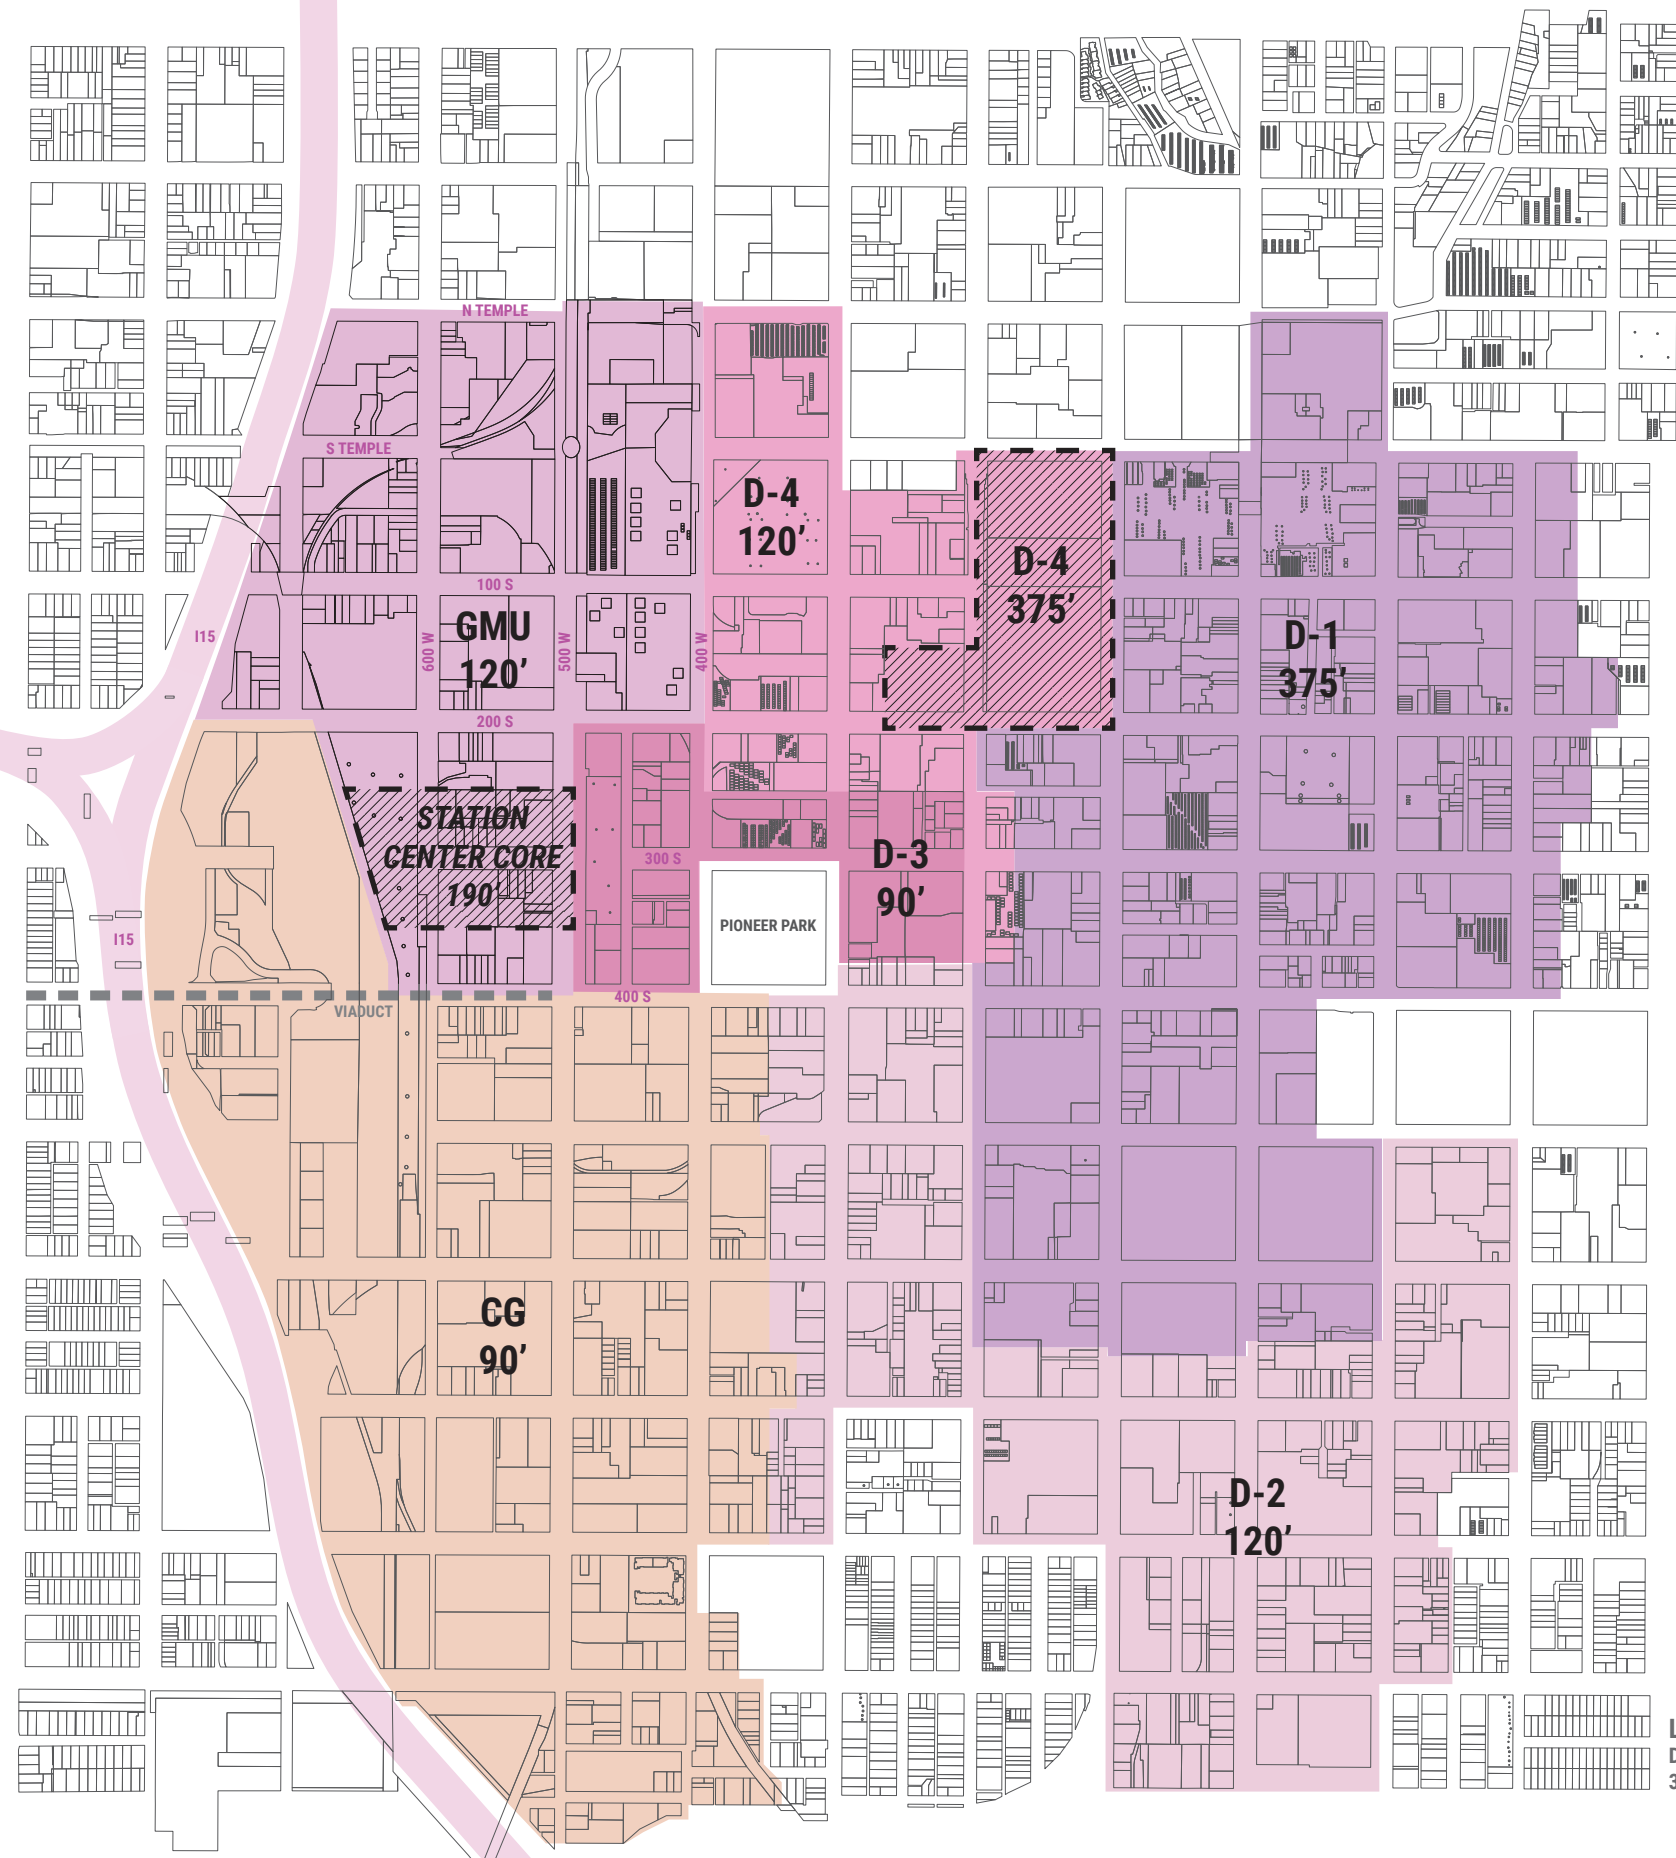 N TEMPLE
S TEMPLE
D-4
120’
D-4
375’
100 S
I15
600 W
GMU
120’
500 W
400 W
D-1
375’
200 S
STATION
CENTER CORE
190’
300 S
D-3
90’
PIONEER PARK
I15
400 S
VIADUCT
CG
90’
D-2
120’